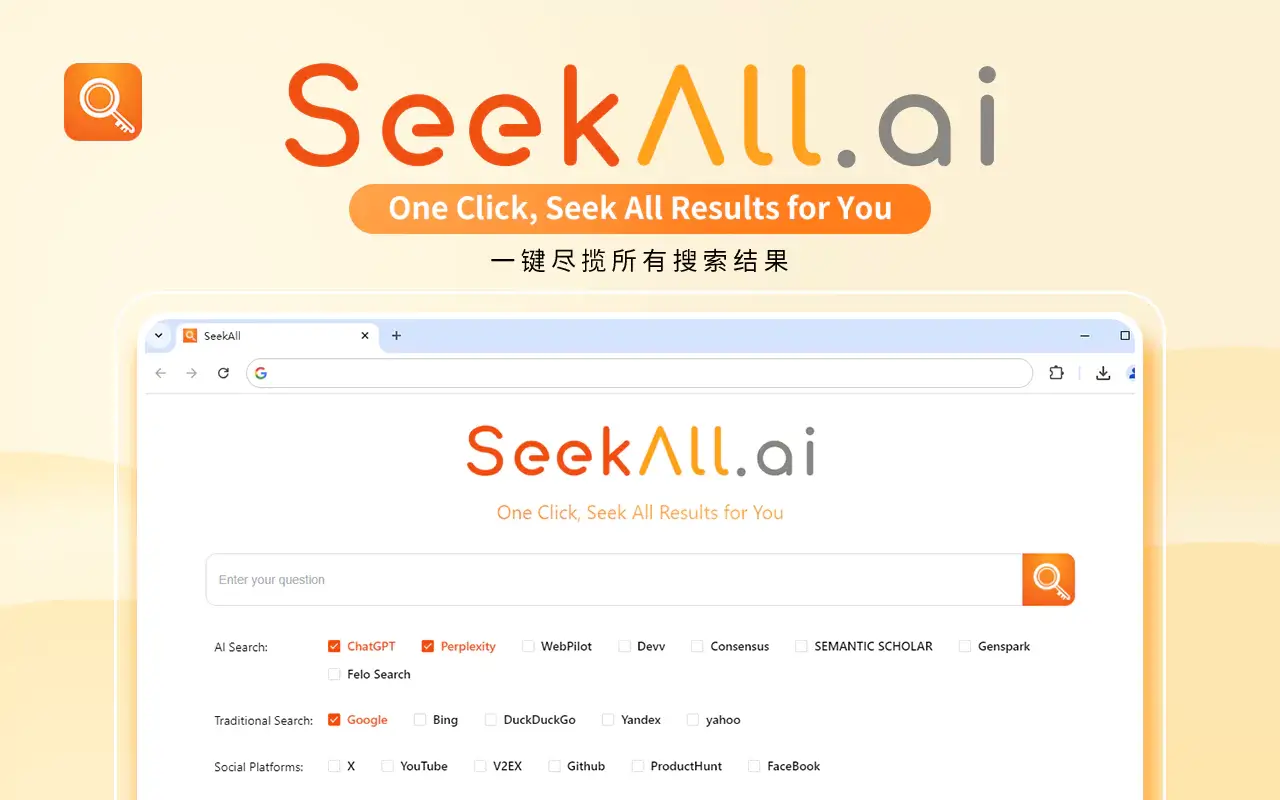 SeekAll.ai
One Click, Seek All Results for You
一键尽揽所有搜索结果
SeekAll
SeekAll.ai
One Click, Seek All Results for You
Enter your question
AI Search: ChatGPT Perplexity WebPilot Devv Consensus SEMANTIC SCHOLAR Genspark
Felo Search
Traditional Search: Google Bing DuckDuckGo Yandex yahoo
Social Platforms: X YouTube V2EX Github ProductHunt FaceBook